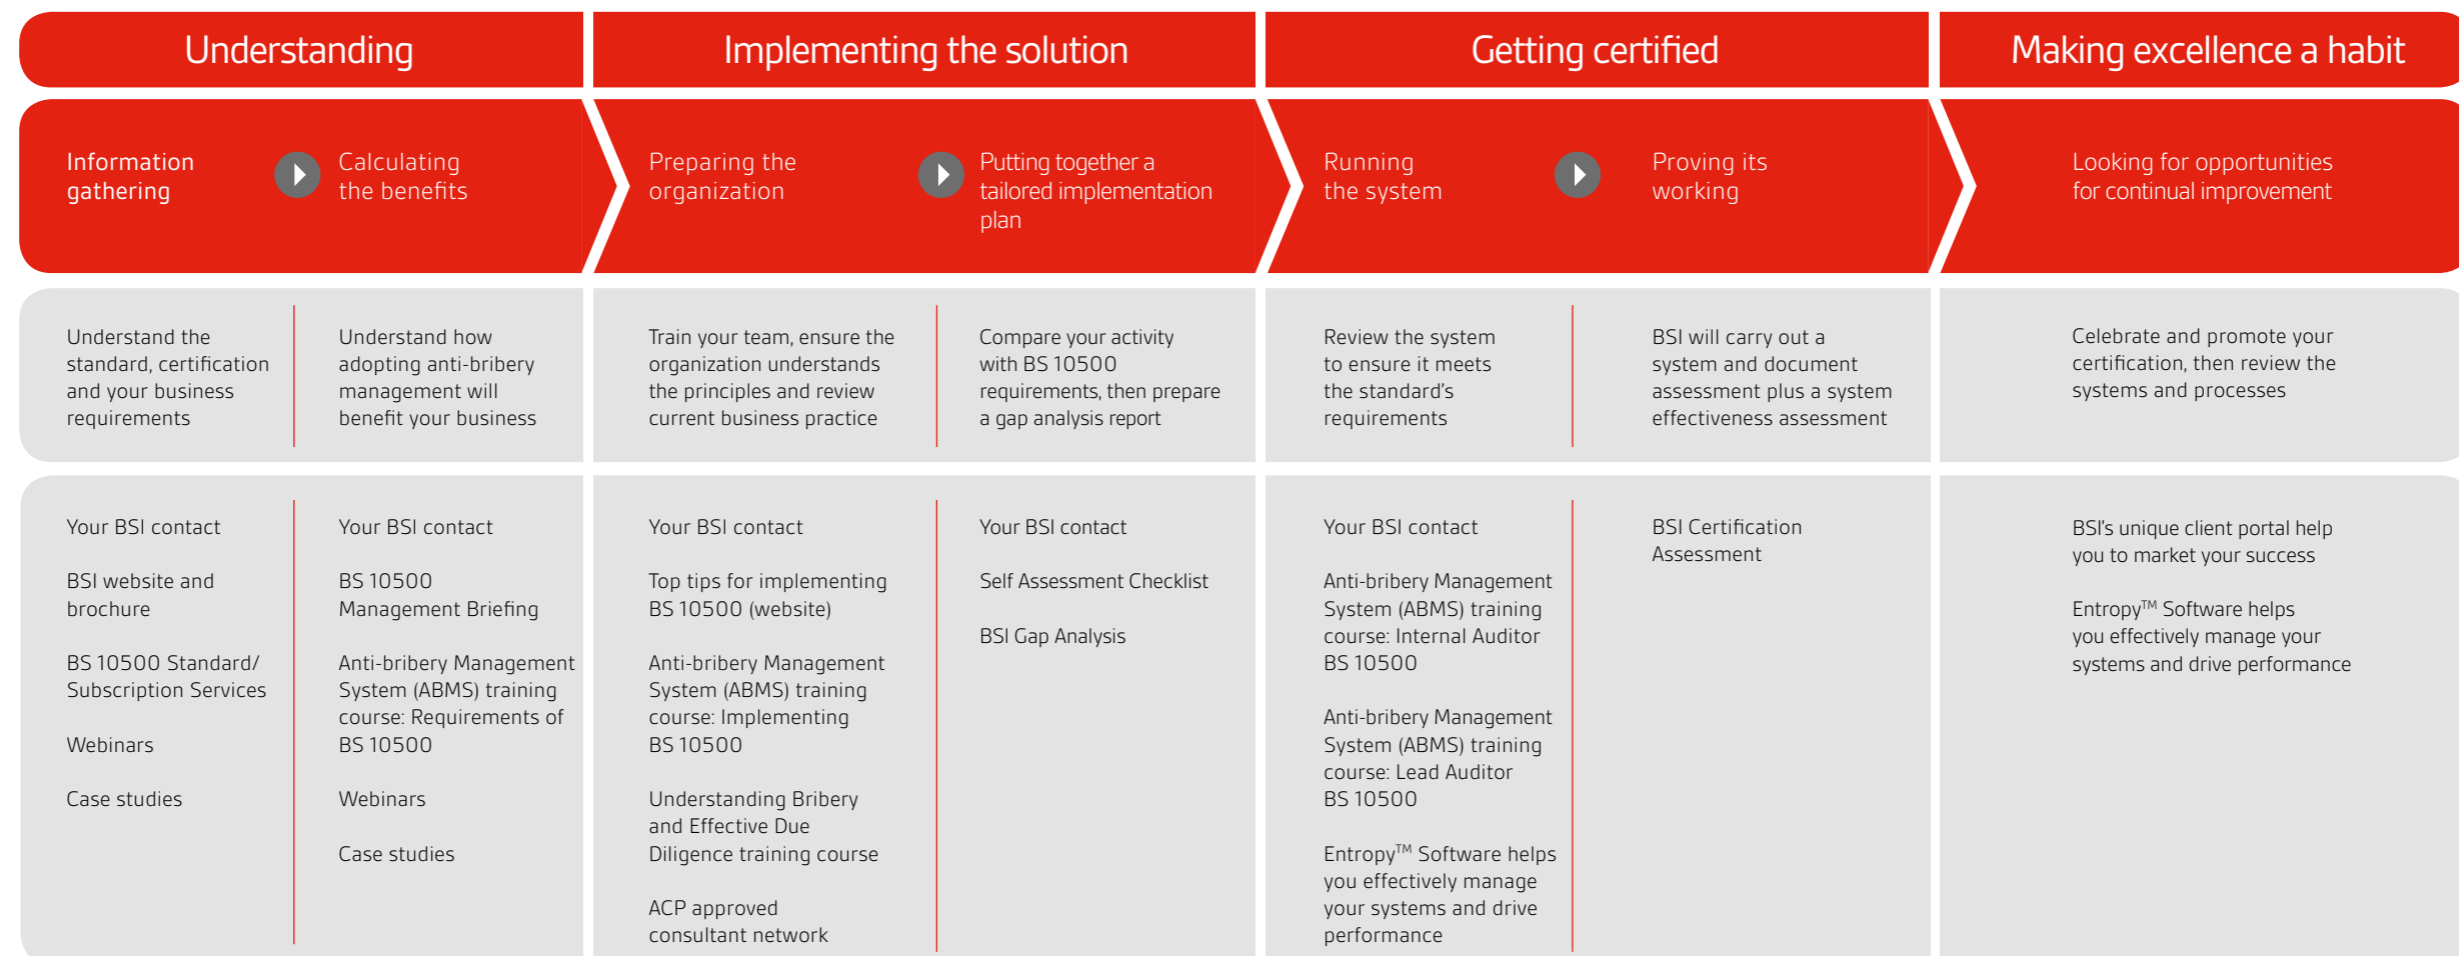 Understanding
Implementing the solution
Getting certified
Making excellence a habit
Information
gathering
Calculating
the benefits
Preparing the
organization
Putting together a
tailored implementation
plan
Running
the system
Proving its
working
Looking for opportunities
for continual improvement
Understand the
standard, certification
and your business
requirements
Understand how
adopting anti-bribery
management will
benefit your business
Train your team, ensure the
organization understands
the principles and review
current business practice
Compare your activity
with BS 10500
requirements, then prepare
a gap analysis report
Review the system
to ensure it meets
the standard's
requirements
BSI will carry out a
system and document
assessment plus a system
effectiveness assessment
Celebrate and promote your
certification, then review the
systems and processes
Your BSI contact
BSI website and
brochure
BS 10500 Standard/
Subscription Services
Webinars
Case studies
Your BSI contact
BS 10500
Management Briefing
Anti-bribery Management
System (ABMS) training
course: Requirements of
BS 10500
Webinars
Case studies
Your BSI contact
Top tips for implementing
BS 10500 (website)
Anti-bribery Management
System (ABMS) training
course: Implementing
BS 10500
Understanding Bribery
and Effective Due
Diligence training course
ACP approved
consultant network
Your BSI contact
Self Assessment Checklist
BSI Gap Analysis
Your BSI contact
Anti-bribery Management
System (ABMS) training
course: Internal Auditor
BS 10500
Anti-bribery Management
System (ABMS) training
course: Lead Auditor
BS 10500
Entropy™ Software helps
you effectively manage
your systems and drive
performance
BSI Certification
Assessment
BSI's unique client portal help
you to market your success
Entropy™ Software helps
you effectively manage your
systems and drive performance